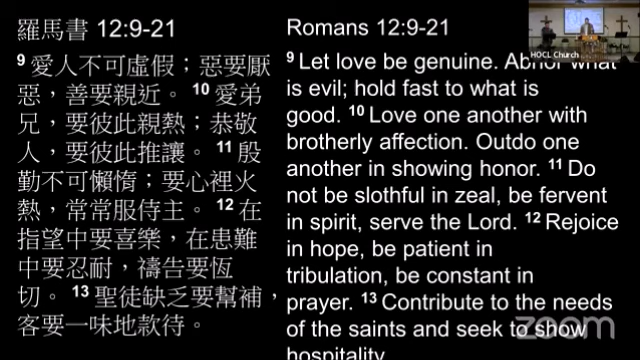 羅馬書 12:9-21
9 愛人不可虛假；惡要厭
惡，善要親近。 10 愛弟
兄，要彼此親熱；恭敬
人，要彼此推讓。 11 殷
勤不可懶惰；要心裡火
熱，常常服侍主。 12 在
指望中要喜樂，在患難
中要忍耐，禱告要恆
切。 13 聖徒缺乏要幫補，
客要一味地款待。
Romans 12:9-21
9 Let love be genuine. Abhor what
is evil; hold fast to what is
good. 10 Love one another with
brotherly affection. Outdo one
another in showing honor. 11 Do
not be slothful in zeal, be fervent
in spirit, serve the Lord. 12 Rejoice
in hope, be patient in
tribulation, be constant in
prayer. 13 Contribute to the needs
of the saints and seek to show
hospitality
HOCL Church
zoom